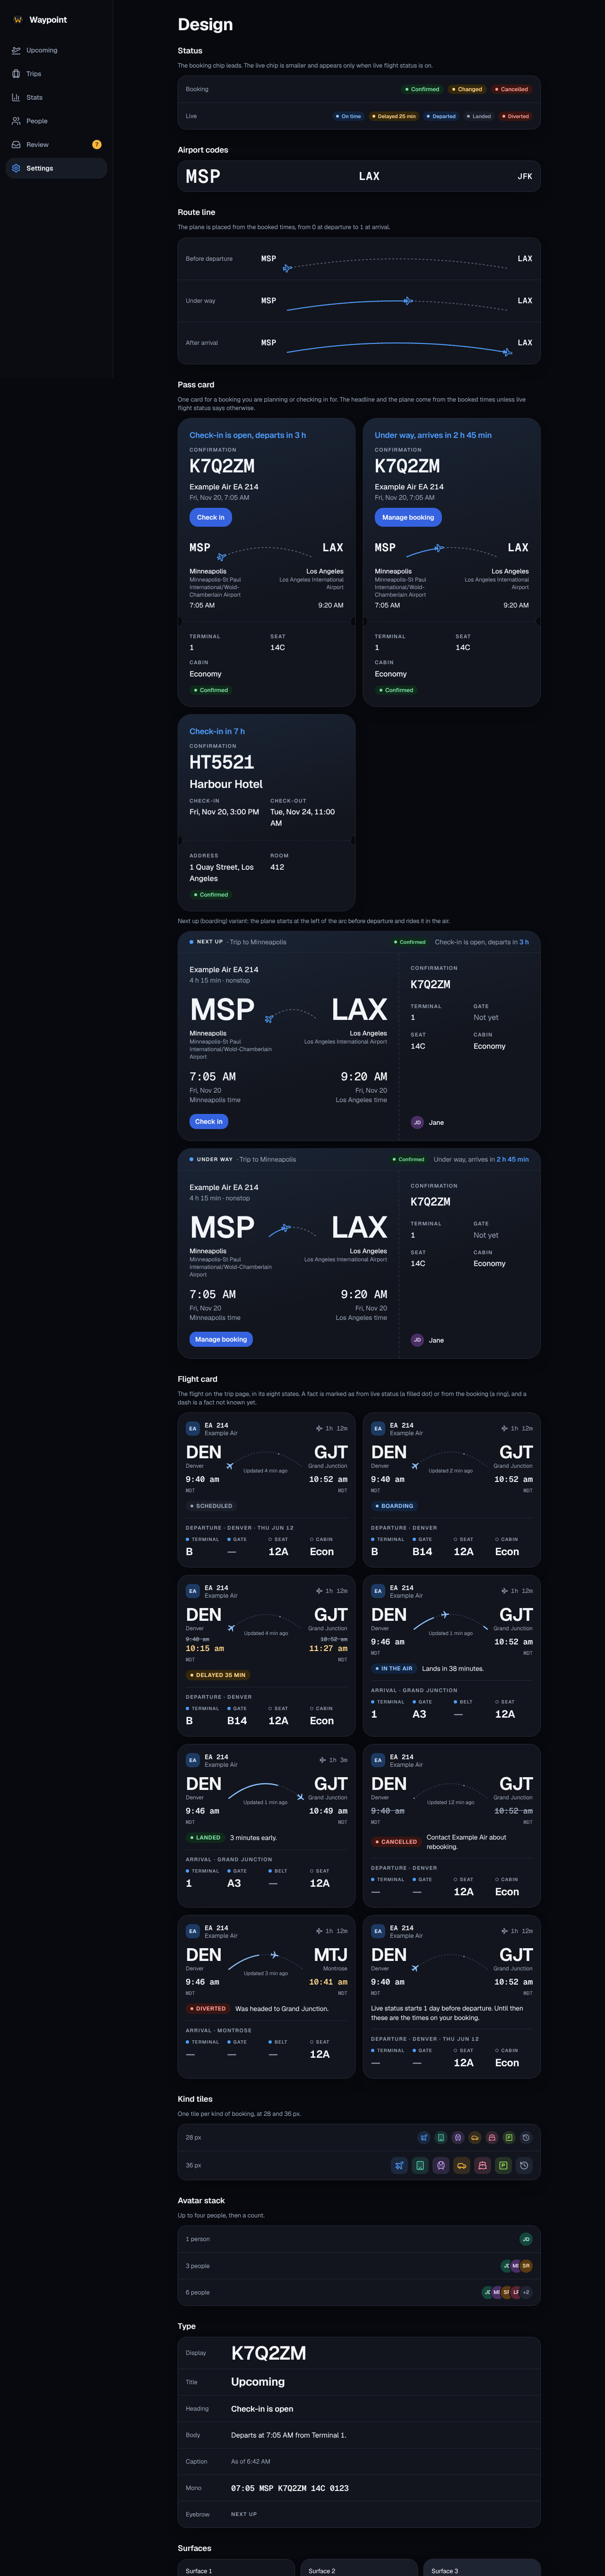 Waypoint
Upcoming
Trips
Stats
People
Review
7
Settings
Design
Status
The booking chip leads. The live chip is smaller and appears only when live flight status is on.
Booking
Confirmed
Changed
Cancelled
Live
On time
Delayed 25 min
Departed
Landed
Diverted
Airport codes
MSP
LAX
JFK
Route line
The plane is placed from the booked times, from 0 at departure to 1 at arrival.
Before departure
MSP
LAX
Under way
MSP
LAX
After arrival
MSP
LAX
Pass card
One card for a booking you are planning or checking in for. The headline and the plane come from the booked times unless live
flight status says otherwise.
Check-in is open, departs in 3 h
CONFIRMATION
K7Q2ZM
Example Air EA 214
Fri, Nov 20, 7:05 AM
Check in
MSP
LAX
Minneapolis
Los Angeles
Minneapolis-St Paul
International/Wold-
Chamberlain Airport
Los Angeles International
Airport
7:05 AM
9:20 AM
TERMINAL
SEAT
1
14C
CABIN
Economy
Confirmed
Under way, arrives in 2 h 45 min
CONFIRMATION
K7Q2ZM
Example Air EA 214
Fri, Nov 20, 7:05 AM
Manage booking
MSP
LAX
Minneapolis
Los Angeles
Minneapolis-St Paul
International/Wold-
Chamberlain Airport
Los Angeles International
Airport
7:05 AM
9:20 AM
TERMINAL
SEAT
1
14C
CABIN
Economy
Confirmed
Check-in in 7 h
CONFIRMATION
HT5521
Harbour Hotel
CHECK-IN
CHECK-OUT
Fri, Nov 20, 3:00 PM
Tue, Nov 24, 11:00
AM
ADDRESS
ROOM
1 Quay Street, Los
Angeles
412
Confirmed
Next up (boarding) variant: the plane starts at the left of the arc before departure and rides it in the air.
NEXT UP · Trip to Minneapolis
Confirmed
Check-in is open, departs in 3 h
Example Air EA 214
4 h 15 min · nonstop
MSP
LAX
Minneapolis
Los Angeles
Minneapolis-St Paul
International/Wold-Chamberlain
Airport
Los Angeles International Airport
7:05 AM
9:20 AM
Fri, Nov 20
Fri, Nov 20
Minneapolis time
Los Angeles time
Check in
CONFIRMATION
K7Q2ZM
TERMINAL
GATE
1
Not yet
SEAT
CABIN
14C
Economy
JD
Jane
UNDER WAY · Trip to Minneapolis
Confirmed
Under way, arrives in 2 h 45 min
Example Air EA 214
4 h 15 min · nonstop
MSP
LAX
Minneapolis
Los Angeles
Minneapolis-St Paul
International/Wold-Chamberlain
Airport
Los Angeles International Airport
7:05 AM
9:20 AM
Fri, Nov 20
Fri, Nov 20
Minneapolis time
Los Angeles time
Manage booking
CONFIRMATION
K7Q2ZM
TERMINAL
GATE
1
Not yet
SEAT
CABIN
14C
Economy
JD
Jane
Flight card
The flight on the trip page, in its eight states. A fact is marked as from live status (a filled dot) or from the booking (a ring), and a
dash is a fact not known yet.
EA
EA 214
Example Air
1h 12m
DEN
GJT
Denver
Updated 4 min ago
Grand Junction
9:40 am
10:52 am
MDT
MDT
SCHEDULED
DEPARTURE · DENVER · THU JUN 12
TERMINAL
GATE
SEAT
CABIN
B
—
12A
Econ
EA
EA 214
Example Air
1h 12m
DEN
GJT
Denver
Updated 2 min ago
Grand Junction
9:40 am
10:52 am
MDT
MDT
BOARDING
DEPARTURE · DENVER
TERMINAL
GATE
SEAT
CABIN
B
B14
12A
Econ
EA
EA 214
Example Air
1h 12m
DEN
GJT
Denver
Updated 4 min ago
Grand Junction
9:40 am
10:52 am
10:15 am
11:27 am
MDT
MDT
DELAYED 35 MIN
DEPARTURE · DENVER
TERMINAL
GATE
SEAT
CABIN
B
B14
12A
Econ
EA
EA 214
Example Air
1h 12m
DEN
GJT
Denver
Updated 1 min ago
Grand Junction
9:46 am
10:52 am
MDT
MDT
IN THE AIR
Lands in 38 minutes.
ARRIVAL · GRAND JUNCTION
TERMINAL
GATE
BELT
SEAT
1
A3
—
12A
EA
EA 214
Example Air
1h 3m
DEN
GJT
Denver
Updated 1 min ago
Grand Junction
9:46 am
10:49 am
MDT
MDT
LANDED
3 minutes early.
ARRIVAL · GRAND JUNCTION
TERMINAL
GATE
BELT
SEAT
1
A3
—
12A
EA
EA 214
Example Air
1h 12m
DEN
GJT
Denver
Updated 12 min ago
Grand Junction
9:40 am
10:52 am
MDT
MDT
CANCELLED
Contact Example Air about
rebooking.
DEPARTURE · DENVER
TERMINAL
GATE
SEAT
CABIN
—
—
12A
Econ
EA
EA 214
Example Air
1h 12m
DEN
MTJ
Denver
Updated 3 min ago
Montrose
9:46 am
10:41 am
MDT
MDT
DIVERTED
Was headed to Grand Junction.
ARRIVAL · MONTROSE
TERMINAL
GATE
BELT
SEAT
—
—
—
12A
EA
EA 214
Example Air
1h 12m
DEN
GJT
Denver
Grand Junction
9:40 am
10:52 am
MDT
MDT
Live status starts 1 day before departure. Until then
these are the times on your booking.
DEPARTURE · DENVER · THU JUN 12
TERMINAL
GATE
SEAT
CABIN
—
—
12A
Econ
Kind tiles
One tile per kind of booking, at 28 and 36 px.
28 px
36 px
Avatar stack
Up to four people, then a count.
1 person
JD
3 people
SR
6 people
+2
Type
Display
K7Q2ZM
Title
Upcoming
Heading
Check-in is open
Body
Departs at 7:05 AM from Terminal 1.
Caption
As of 6:42 AM
Mono
07:05 MSP K7Q2ZM 14C 0123
Eyebrow
NEXT UP
Surfaces
Surface 1
Surface 2
Surface 3